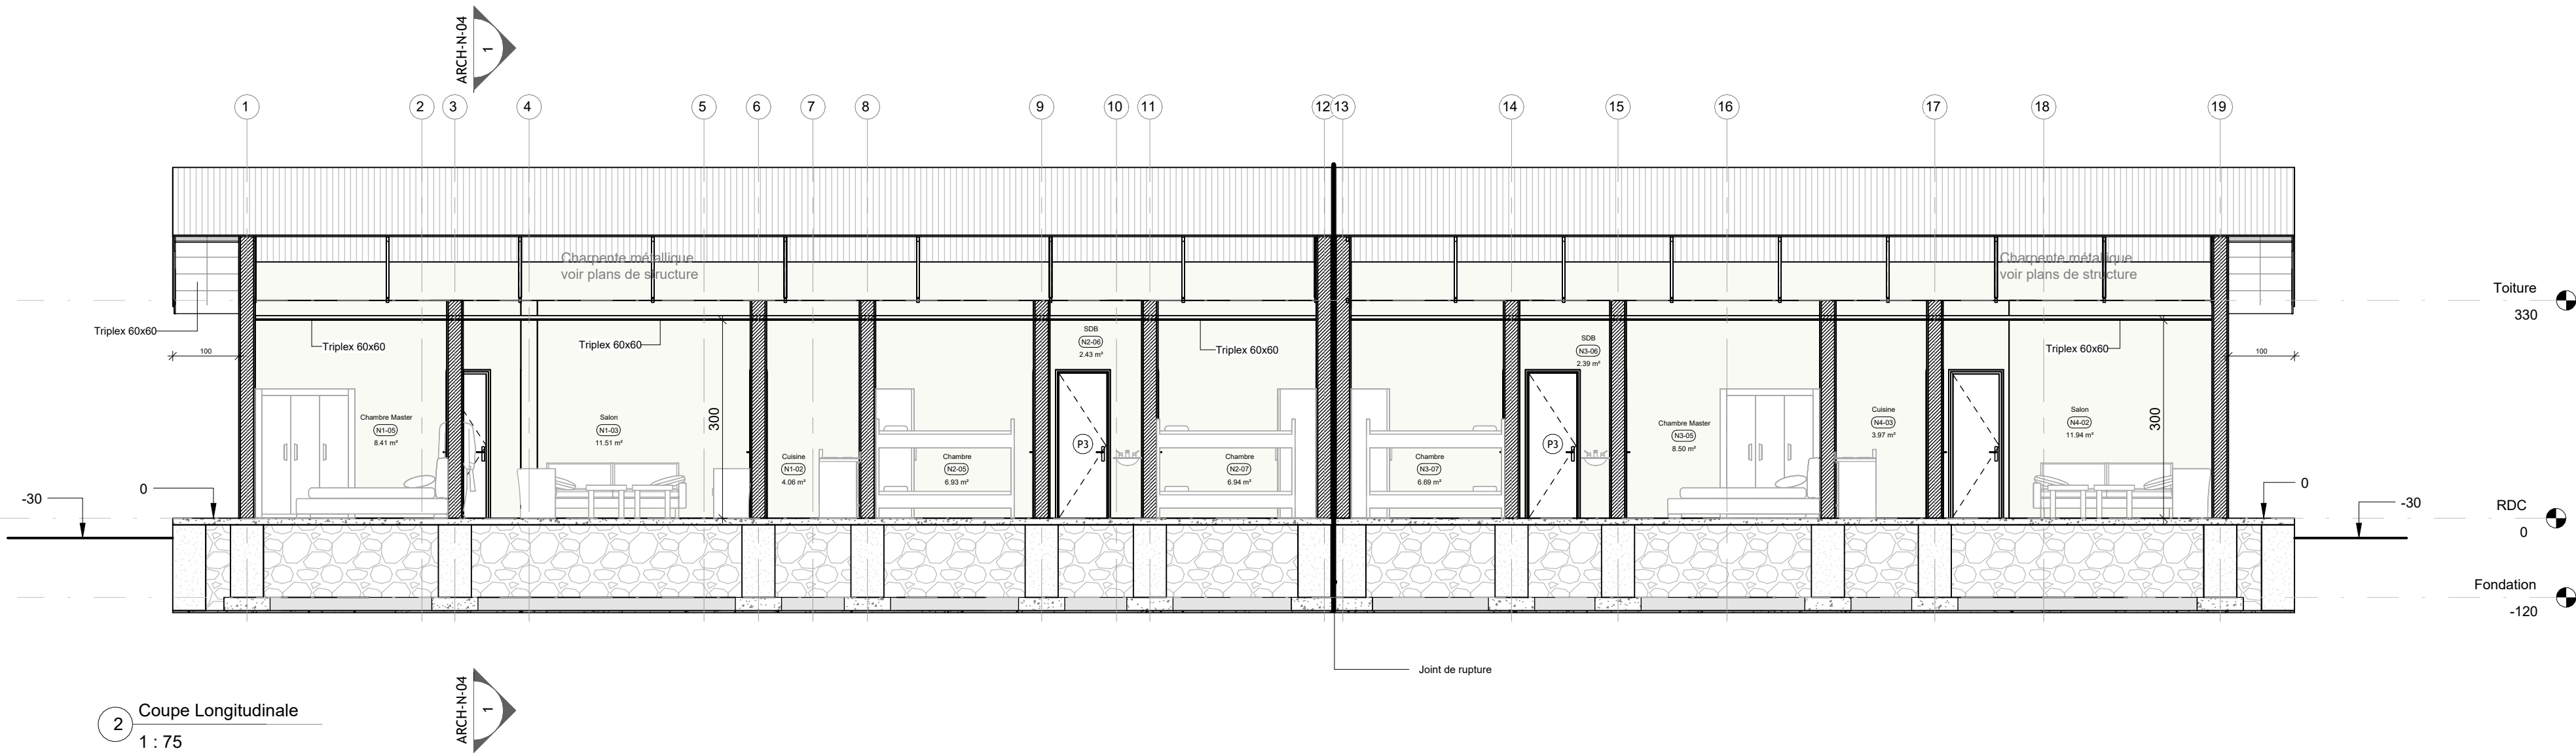 ARCH-N-04
1
1 2 3 4 5 6 7 8 9 10 11 12 13 14 15 16 17 18 19
Charpente métallique
voir plans de structure
Charpente métallique
voir plans de structure
Toiture
330
Triplex 60x60
100
Triplex 60x60
Triplex 60x60
Triplex 60x60
Triplex 60x60
100
SDB
N2-06
2.43 m²
SDB
N3-06
2.39 m²
Chambre Master
N1-05
8.41 m²
Salon
N1-03
11.51 m²
300
Cuisine
N1-02
4.06 m²
Chambre
N2-05
6.93 m²
P3
Chambre
N2-07
6.94 m²
Chambre
N3-07
6.69 m²
P3
Chambre Master
N3-05
8.50 m²
Cuisine
N4-03
3.97 m²
Salon
N4-02
11.94 m²
300
-30
0
0
-30
RDC
0
Fondation
-120
Joint de rupture
ARCH-N-04
1
2
Coupe Longitudinale
1 : 75